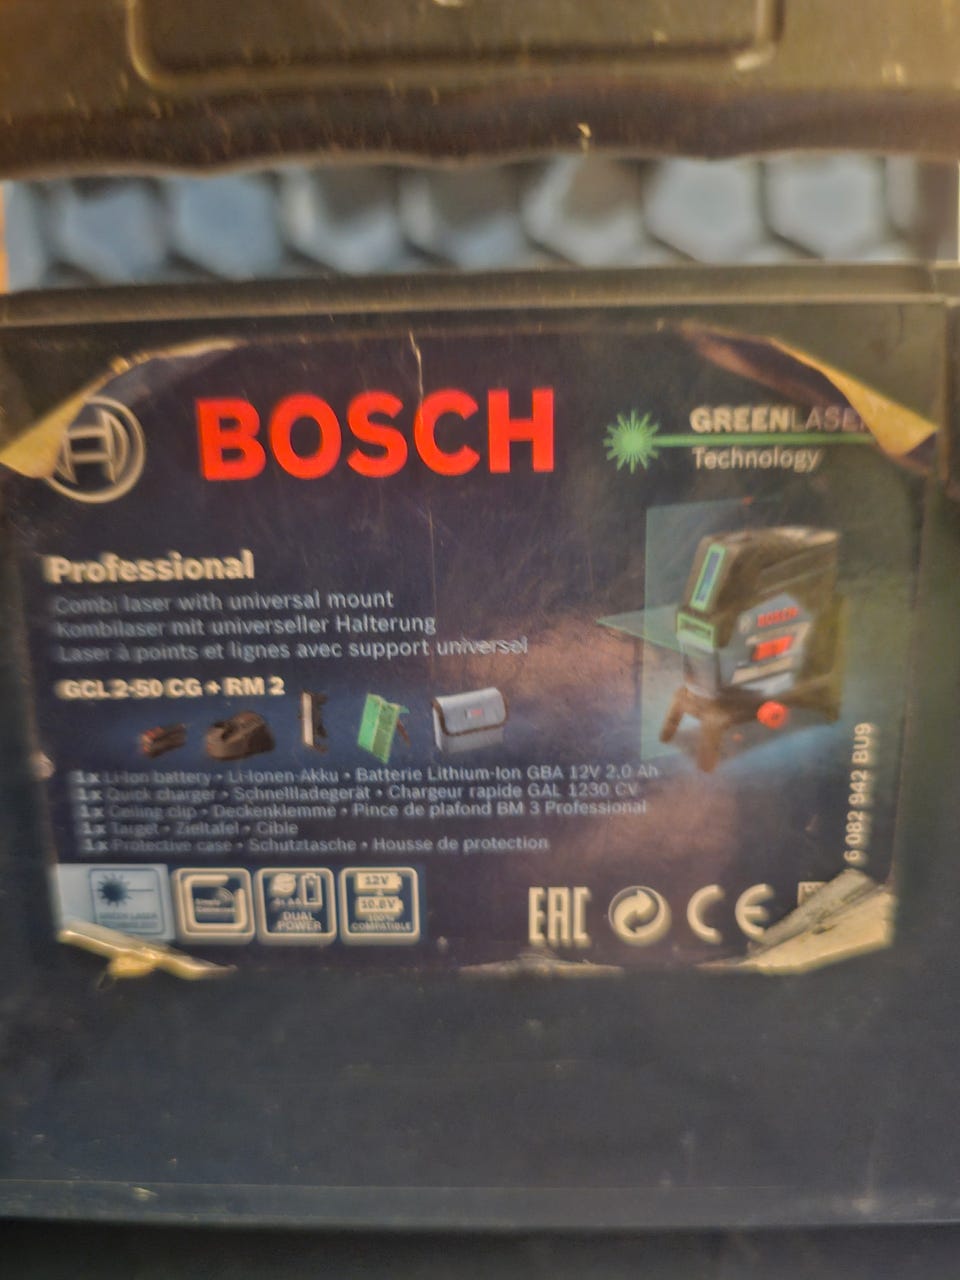 BOSCH
GREENLASER
Technology
Professional
Combi laser with universal mount
Kombilaser mit universeller Halterung
Laser à points et lignes avec support universel
GCL 2-50 CG + RM 2
BOSCH
1x Li-Ion battery • Li-Ionen-Akku • Batterie Lithium-Ion GBA 12V 2.0 Ah
1x Quick charger • Schnellladegerät • Chargeur rapide GAL 1230 CV
1x Ceiling clip • Deckenklemme • Pince de plafond BM 3 Professional
1x Target • Zieltafel • Cible
1x Protective case • Schutztasche • Housse de protection
6 082 942 BU9
GREEN LASER
DUAL
POWER
12V
10.8V
100%
COMPATIBLE
EAC
CE